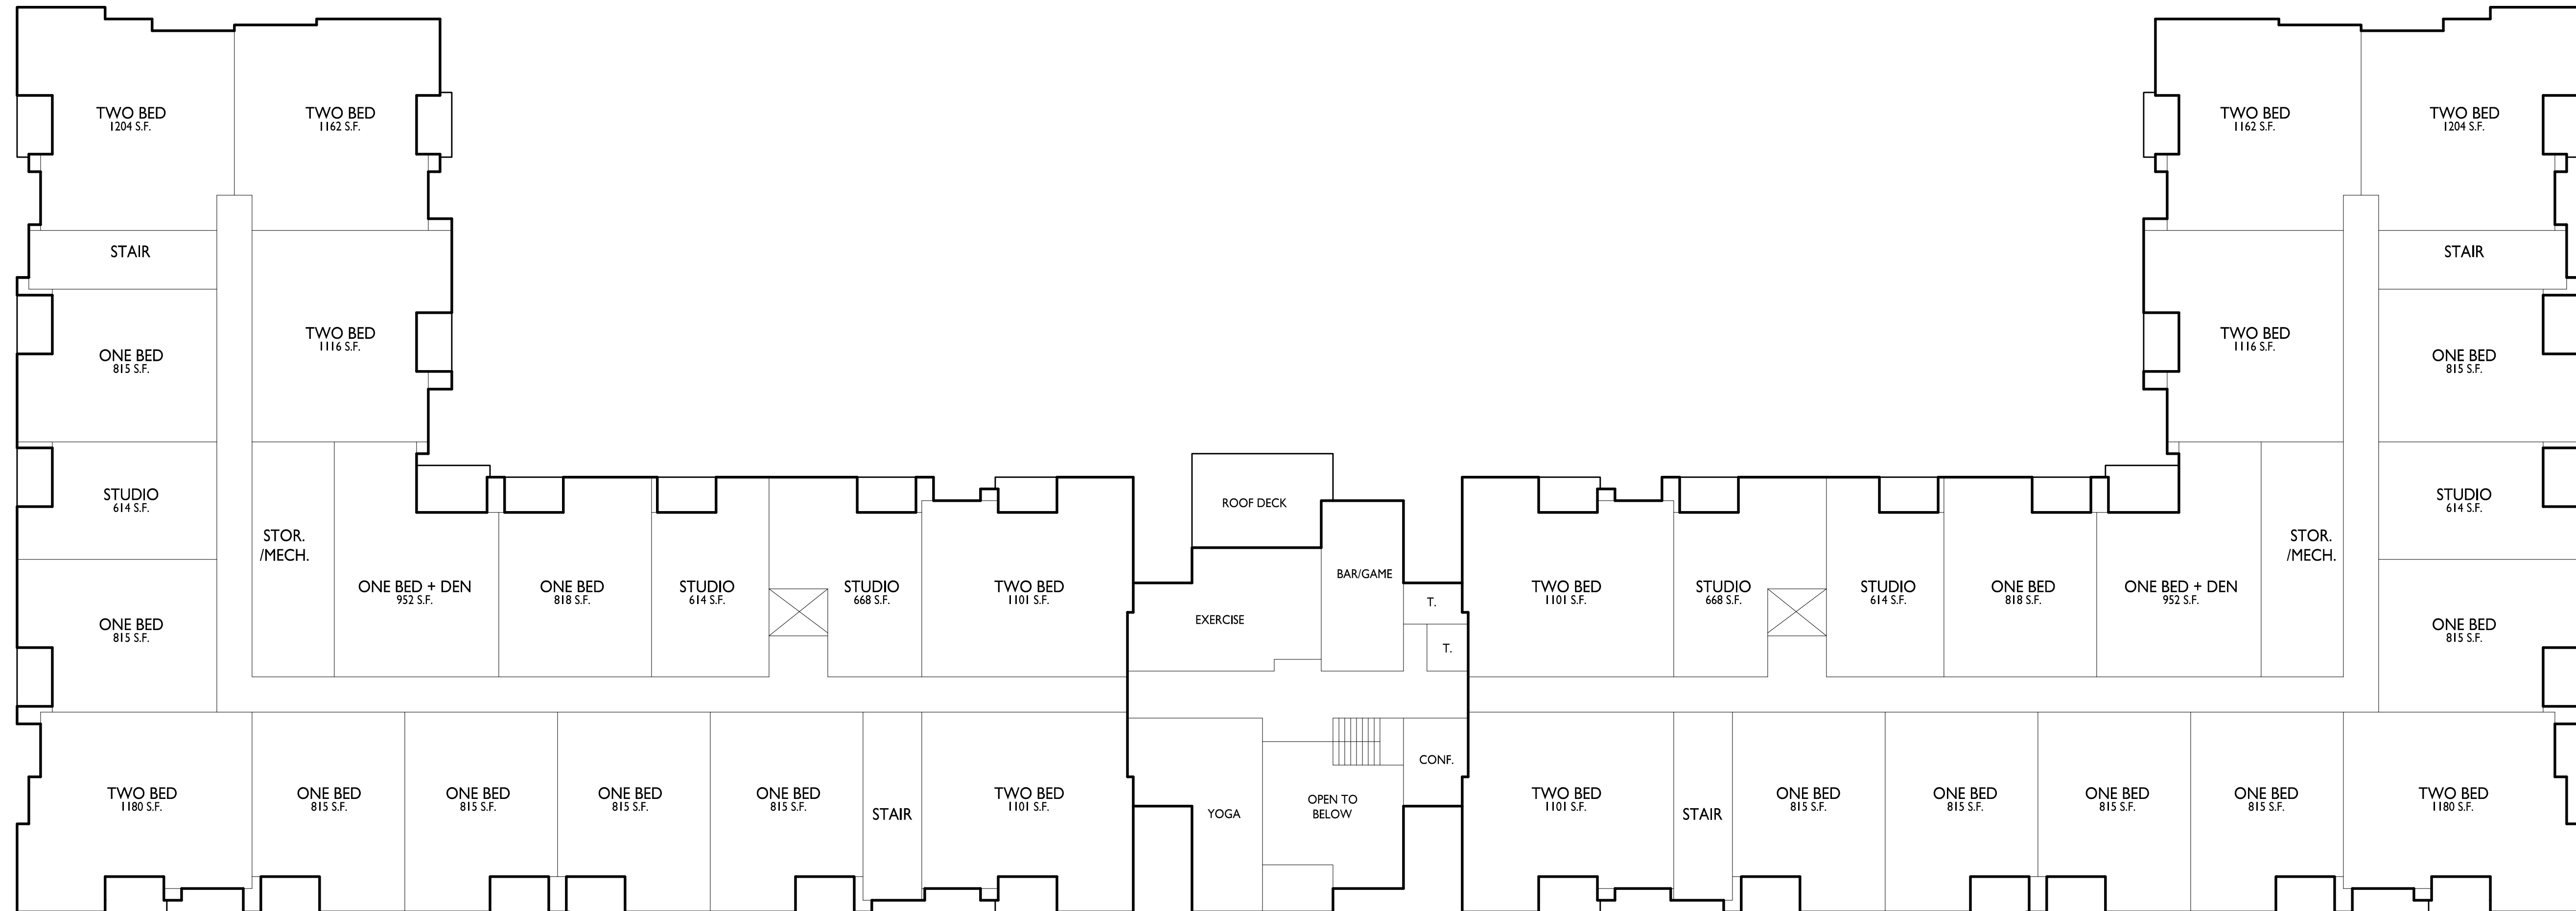 TWO BED
1204 S.F.
TWO BED
1162 S.F.
TWO BED
1162 S.F.
TWO BED
1204 S.F.
STAIR
STAIR
TWO BED
1116 S.F.
TWO BED
1116 S.F.
ONE BED
815 S.F.
ONE BED
815 S.F.
STUDIO
614 S.F.
ROOF DECK
STUDIO
614 S.F.
STOR.
/MECH.
STOR.
/MECH.
BAR/GAME
ONE BED + DEN
952 S.F.
ONE BED
818 S.F.
STUDIO
614 S.F.
STUDIO
668 S.F.
TWO BED
1101 S.F.
TWO BED
1101 S.F.
STUDIO
668 S.F.
STUDIO
614 S.F.
ONE BED
818 S.F.
ONE BED + DEN
952 S.F.
T.
EXERCISE
ONE BED
815 S.F.
ONE BED
815 S.F.
T.
CONF.
TWO BED
1180 S.F.
ONE BED
815 S.F.
ONE BED
815 S.F.
ONE BED
815 S.F.
ONE BED
815 S.F.
STAIR
TWO BED
1101 S.F.
YOGA
OPEN TO
BELOW
TWO BED
1101 S.F.
STAIR
ONE BED
815 S.F.
ONE BED
815 S.F.
ONE BED
815 S.F.
ONE BED
815 S.F.
TWO BED
1180 S.F.